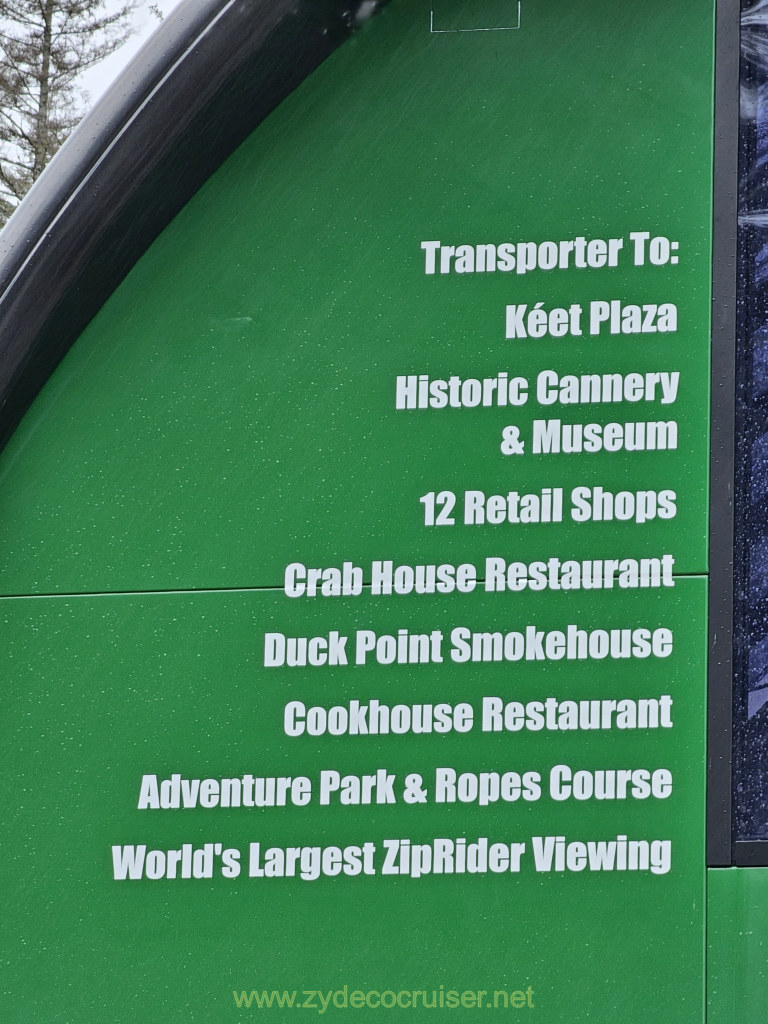 Transporter To:
Kéet Plaza
Historic Cannery
& Museum
12 Retail Shops
Crab House Restaurant
Duck Point Smokehouse
Cookhouse Restaurant
Adventure Park & Ropes Course
World's Largest ZipRider Viewing
www.zydecocruiser.net